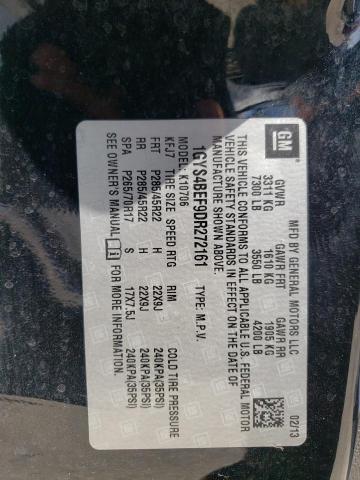 GM
MFD BY GENERAL MOTORS LLC 02/13
GVWR GAWR FRT GAWR RR
3311 KG 1610 KG 1905 KG
7300 LB 3550 LB 4200 LB
THIS VEHICLE CONFORMS TO ALL APPLICABLE U.S. FEDERAL MOTOR
VEHICLE SAFETY STANDARDS IN EFFECT ON THE DATE OF
MANUFACTURE SHOWN ABOVE.
1GYS4BEF9DR272161 TYPE: M.P.V.
MODEL: K10706
KFJ7 TIRE SIZE SPEED RTG RIM COLD TIRE PRESSURE
FRT P285/45R22 H 22X9J 240KPA(35PSI)
RR P285/45R22 H 22X9J 240KPA(35PSI)
SPA P265/70R17 S 17X7.5J 240KPA(35PSI)
SEE OWNER'S MANUAL FOR MORE INFORMATION